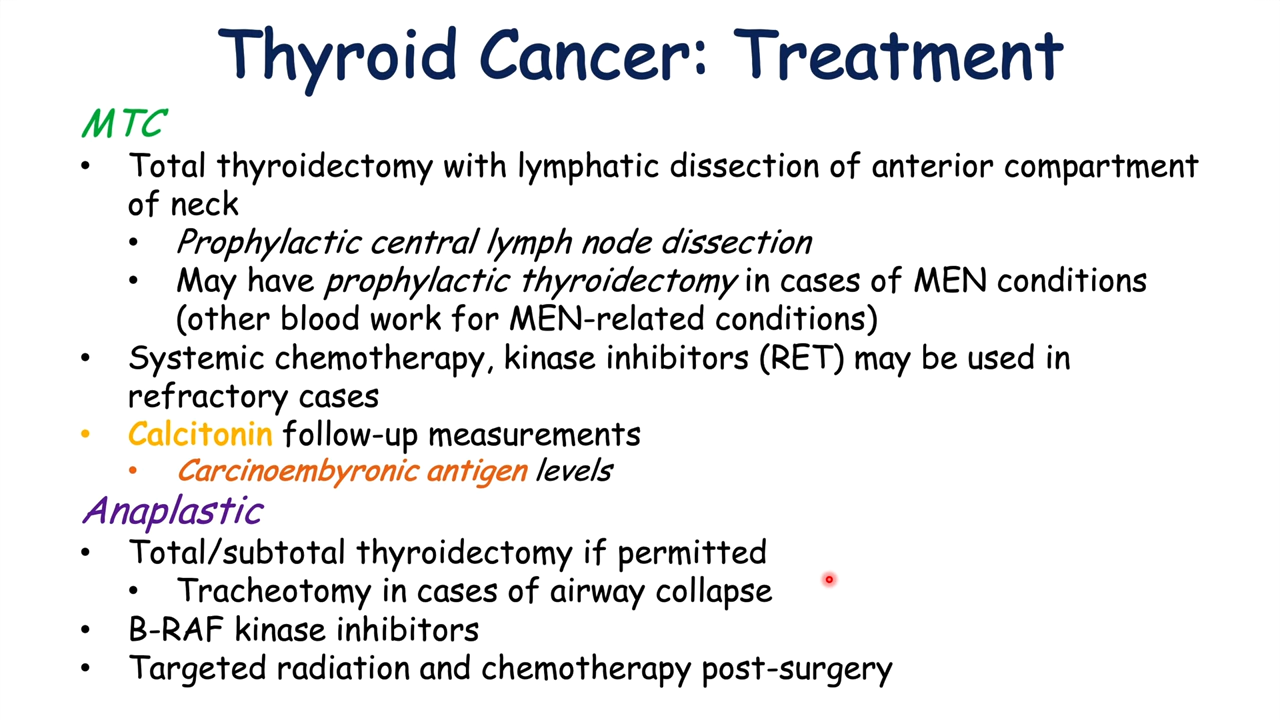 Thyroid Cancer: Treatment
MTC
• Total thyroidectomy with lymphatic dissection of anterior compartment
of neck
• Prophylactic central lymph node dissection
• May have prophylactic thyroidectomy in cases of MEN conditions
(other blood work for MEN-related conditions)
• Systemic chemotherapy, kinase inhibitors (RET) may be used in
refractory cases
• Calcitonin follow-up measurements
• Carcinoembyronic antigen levels
Anaplastic
• Total/subtotal thyroidectomy if permitted
• Tracheotomy in cases of airway collapse
• B-RAF kinase inhibitors
• Targeted radiation and chemotherapy post-surgery